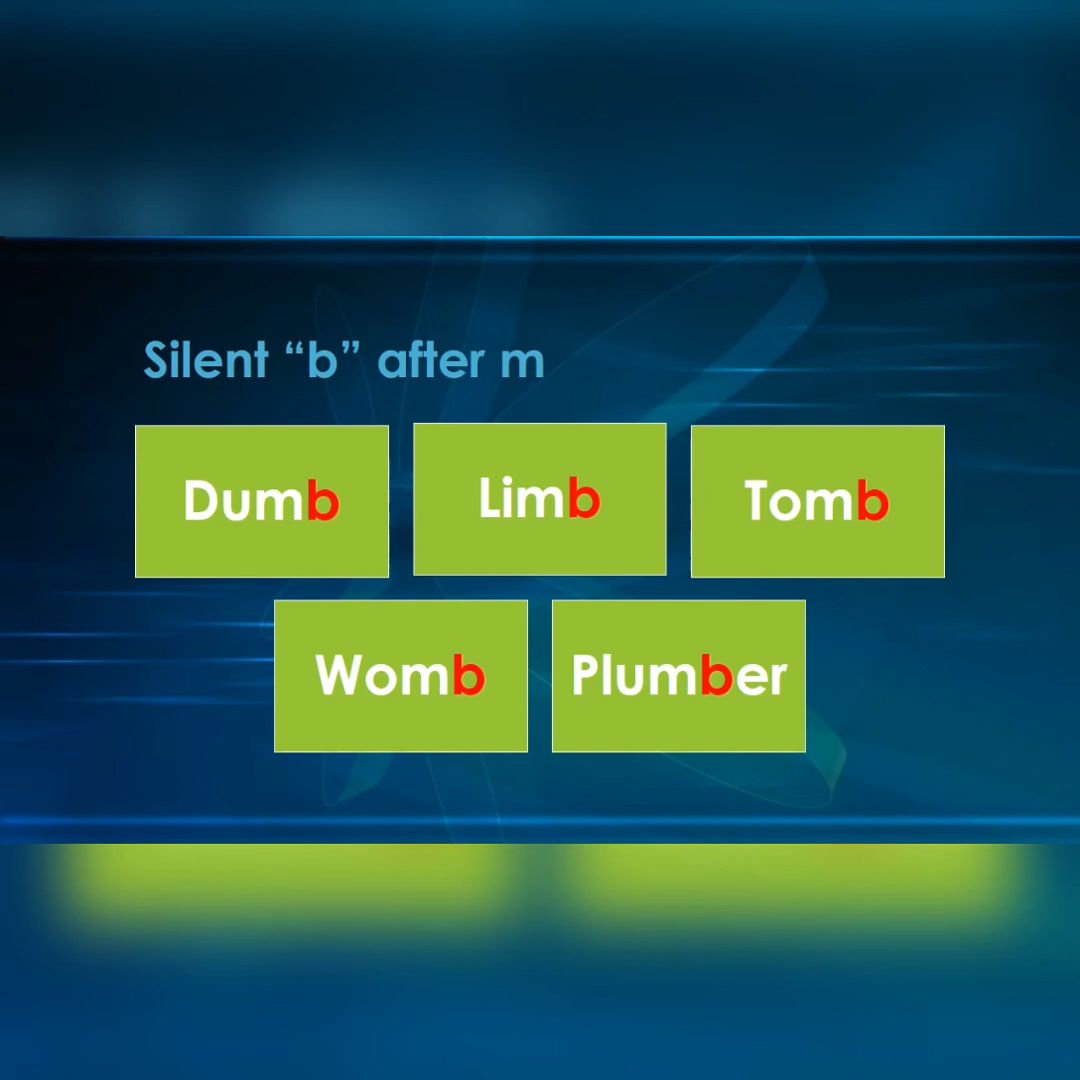 Silent “b” after m
Dumb
Limb
Tomb
Womb
Plumber